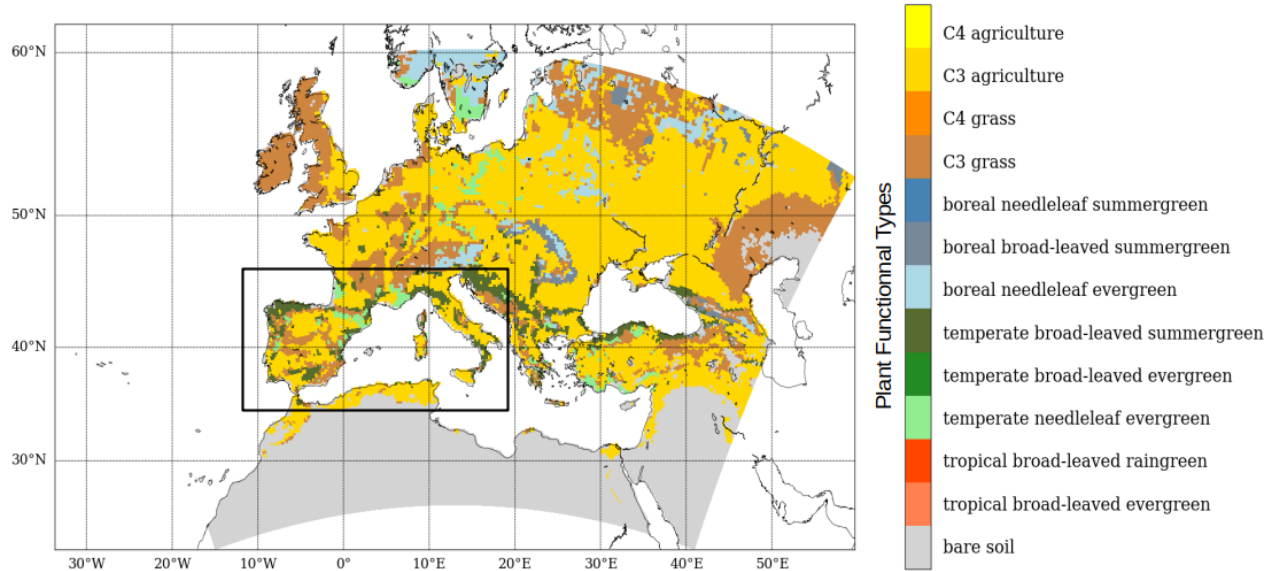 60°N
50°N
40°N
30°N
30°W
20°W
10°W
0°
10°E
20°E
30°E
40°E
50°E
Plant Functionnal Types
C4 agriculture
C3 agriculture
C4 grass
C3 grass
boreal needleleaf summergreen
boreal broad-leaved summergreen
boreal needleleaf evergreen
temperate broad-leaved summergreen
temperate broad-leaved evergreen
temperate needleleaf evergreen
tropical broad-leaved raingreen
tropical broad-leaved evergreen
bare soil